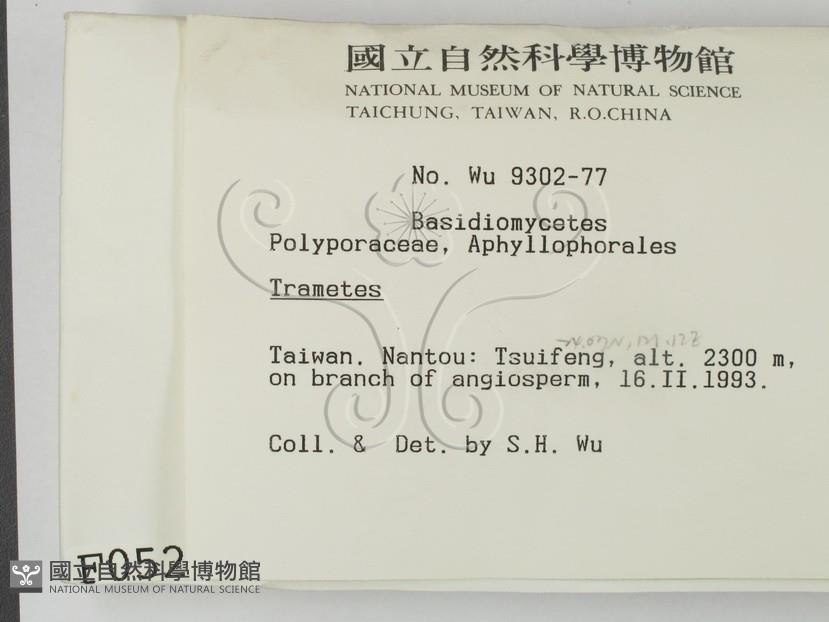 國立自然科學博物館
NATIONAL MUSEUM OF NATURAL SCIENCE
TAICHUNG, TAIWAN, R.O.CHINA
No. Wu 9302-77
Basidiomycetes
Polyporaceae, Aphyllophorales
Trametes
Taiwan. Nantou: Tsuifeng, alt. 2300 m,
on branch of angiosperm, 16.II.1993.
Coll. & Det. by S.H. Wu
F052
國立自然科學博物館
NATIONAL MUSEUM OF NATURAL SCIENCE